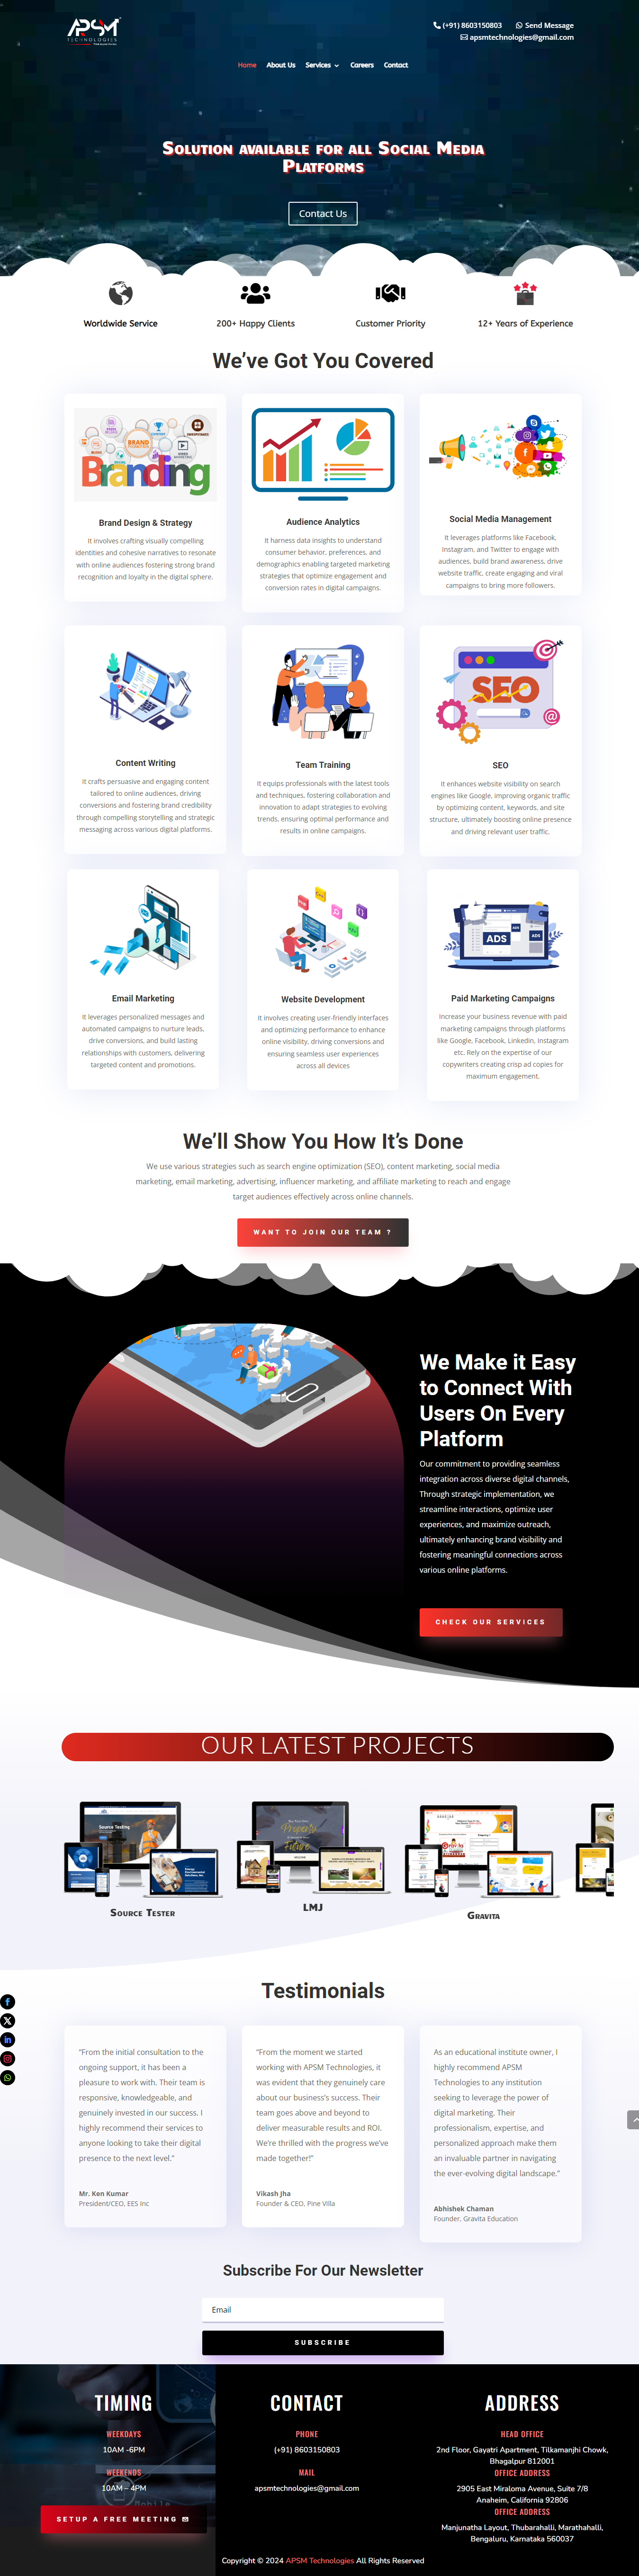 APSM
TECHNOLOGIES
(+91) 8603150803
Send Message
apsmtechnologies@gmail.com
Home
About Us
Services
Careers
Contact
Solution available for all Social Media
Platforms
Contact Us
Worldwide Service
200+ Happy Clients
Customer Priority
12+ Years of Experience
We've Got You Covered
BRAND
PROMOTION
Branding
Brand Design & Strategy
It involves crafting visually compelling
identities and cohesive narratives to resonate
with online audiences fostering strong brand
recognition and loyalty in the digital sphere.
Audience Analytics
It harness data insights to understand
consumer behavior, preferences, and
demographics enabling targeted marketing
strategies that optimize engagement and
conversion rates in digital campaigns.
Social Media Management
It leverages platforms like Facebook,
Instagram, and Twitter to engage with
audiences, build brand awareness, drive
website traffic, create engaging and viral
campaigns to bring more followers.
Content Writing
It crafts persuasive and engaging content
tailored to online audiences, driving
conversions and fostering brand credibility
through compelling storytelling and strategic
messaging across various digital platforms.
Team Training
It equips professionals with the latest tools
and techniques, fostering collaboration and
innovation to adapt strategies to evolving
trends, ensuring optimal performance and
results in online campaigns.
SEO
SEO
It enhances website visibility on search
engines like Google, improving organic traffic
by optimizing content, keywords, and site
structure, ultimately boosting online presence
and driving relevant user traffic.
Email Marketing
It leverages personalized messages and
automated campaigns to nurture leads,
drive conversions, and build lasting
relationships with customers, delivering
targeted content and promotions.
Website Development
It involves creating user-friendly interfaces
and optimizing performance to enhance
online visibility, driving conversions and
ensuring seamless user experiences
across all devices
ADS
ADS
ADS
Paid Marketing Campaigns
Increase your business revenue with paid
marketing campaigns through platforms
like Google, Facebook, Linkedin, Instagram
etc. Rely on the expertise of our
copywriters creating crisp ad copies for
maximum engagement.
We'll Show You How It's Done
We use various strategies such as search engine optimization (SEO), content marketing, social media
marketing, email marketing, advertising, influencer marketing, and affiliate marketing to reach and engage
target audiences effectively across online channels.
WANT TO JOIN OUR TEAM ?
We Make it Easy
to Connect With
Users On Every
Platform
Our commitment to providing seamless
integration across diverse digital channels,
Through strategic implementation, we
streamline interactions, optimize user
experiences, and maximize outreach,
ultimately enhancing brand visibility and
fostering meaningful connections across
various online platforms.
CHECK OUR SERVICES
OUR LATEST PROJECTS
Source Testing
Property
Future
Source Tester
LMJ
Gravita
Testimonials
“From the initial consultation to the
ongoing support, it has been a
pleasure to work with. Their team is
responsive, knowledgeable, and
genuinely invested in our success. I
highly recommend their services to
anyone looking to take their digital
presence to the next level.”
Mr. Ken Kumar
President/CEO, EES Inc
“From the moment we started
working with APSM Technologies, it
was evident that they genuinely care
about our business's success. Their
team goes above and beyond to
deliver measurable results and ROI.
We're thrilled with the progress we've
made together!”
Vikash Jha
Founder & CEO, Pine Villa
As an educational institute owner, I
highly recommend APSM
Technologies to any institution
seeking to leverage the power of
digital marketing. Their
professionalism, expertise, and
personalized approach make them
an invaluable partner in navigating
the ever-evolving digital landscape.”
Abhishek Chaman
Founder, Gravita Education
Subscribe For Our Newsletter
Email
SUBSCRIBE
TIMING
WEEKDAYS
10AM -6PM
WEEKENDS
10AM – 4PM
Mobile
SETUP A FREE MEETING
CONTACT
PHONE
(+91) 8603150803
MAIL
apsmtechnologies@gmail.com
ADDRESS
HEAD OFFICE
2nd Floor, Gayatri Apartment, Tilkamanjhi Chowk,
Bhagalpur 812001
OFFICE ADDRESS
2905 East Miraloma Avenue, Suite 7/8
Anaheim, California 92806
OFFICE ADDRESS
Manjunatha Layout, Thubarahalli, Marathahalli,
Bengaluru, Karnataka 560037
Copyright © 2024 APSM Technologies All Rights Reserved